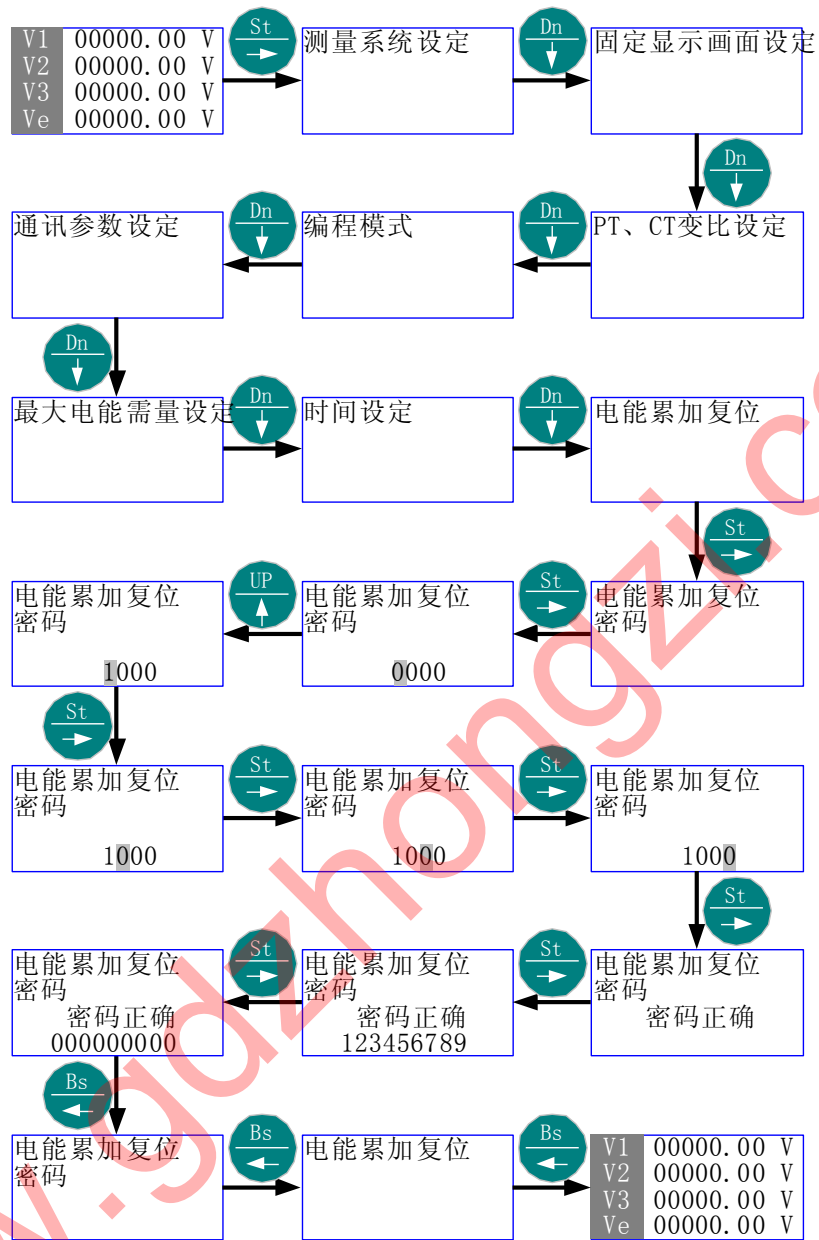 V1 00000.00 V
V2 00000.00 V
V3 00000.00 V
Ve 00000.00 V
St
测量系统设定
Dn
固定显示画面设定
Dn
通讯参数设定
Dn
编程模式
Dn
PT、CT变比设定
Dn
最大电能需量设定
Dn
时间设定
Dn
电能累加复位
St
电能累加复位
密码
1000
UP
电能累加复位
密码
0000
St
电能累加复位
密码
St
电能累加复位
密码
1000
St
电能累加复位
密码
1000
St
电能累加复位
密码
1000
St
电能累加复位
密码
密码正确
000000000
St
电能累加复位
密码
密码正确
123456789
St
电能累加复位
密码
密码正确
Bs
电能累加复位
密码
Bs
电能累加复位
Bs
V1 00000.00 V
V2 00000.00 V
V3 00000.00 V
Ve 00000.00 V
w.gdzhongzi.co